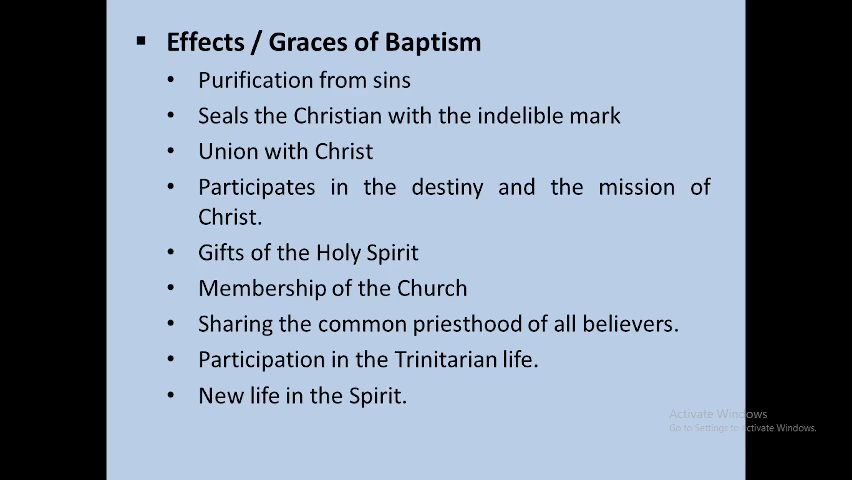 ▪ Effects / Graces of Baptism
• Purification from sins
• Seals the Christian with the indelible mark
• Union with Christ
• Participates in the destiny and the mission of
Christ.
• Gifts of the Holy Spirit
• Membership of the Church
• Sharing the common priesthood of all believers.
• Participation in the Trinitarian life.
• New life in the Spirit.
Activate Windows
Go to Settings to activate Windows.